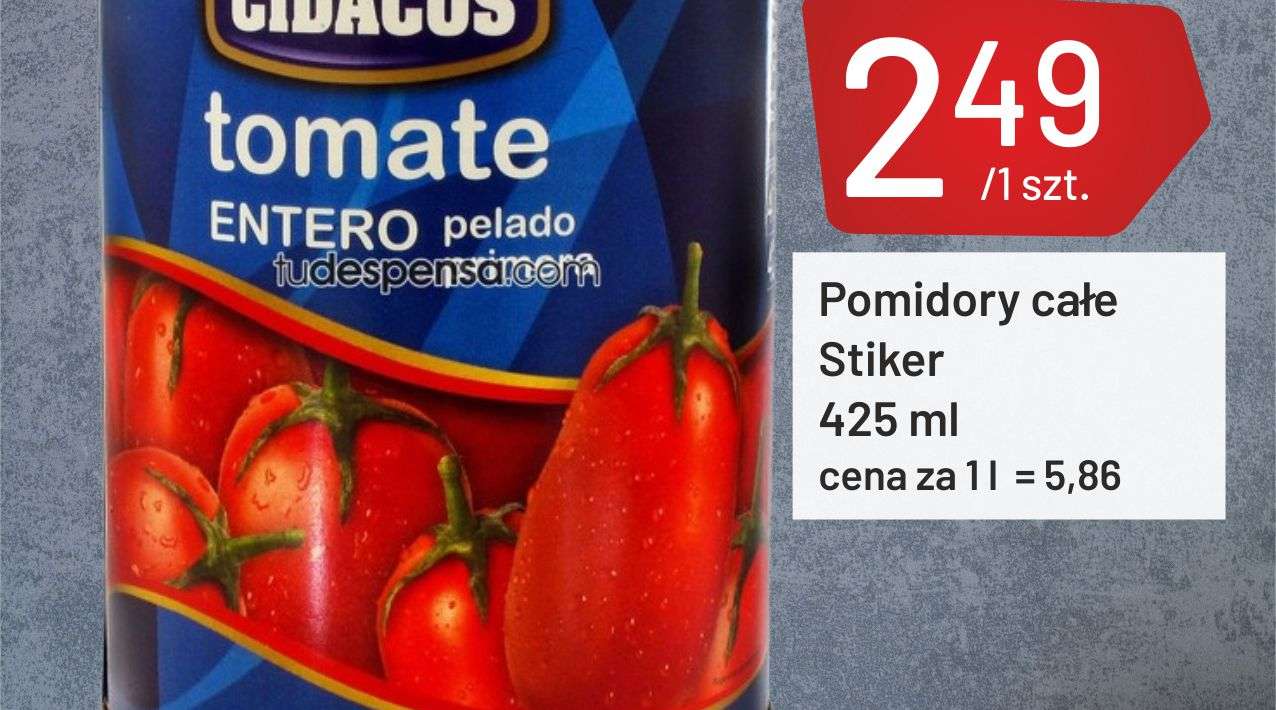 CIDACOS
tomate
ENTERO pelado
primera
tudespensa.com
2 49
/1 szt.
Pomidory całe
Stiker
425 ml
cena za 1 l = 5,86